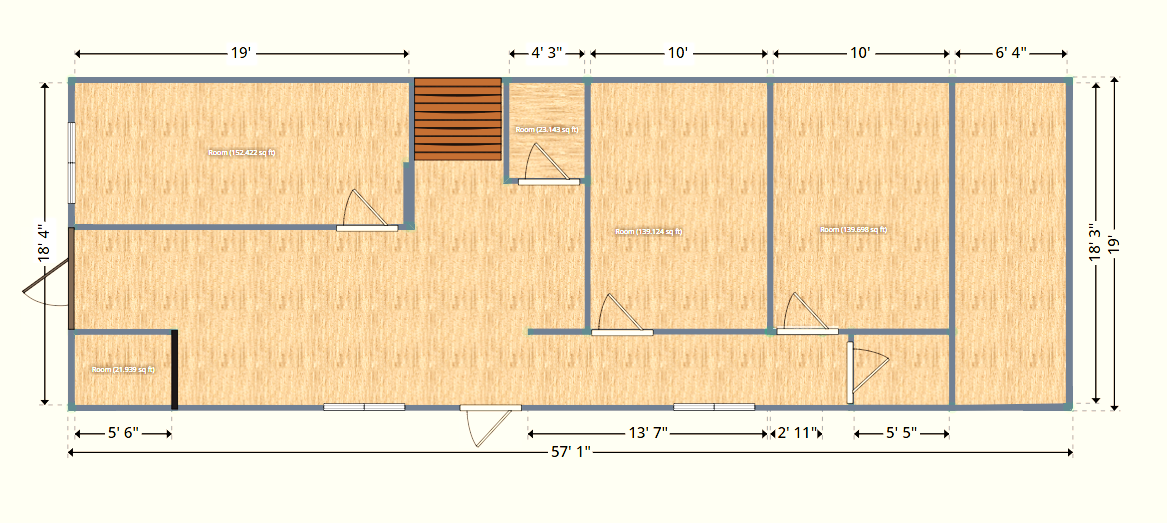 19'
4' 3"
10'
10'
6' 4"
Room (23.143 sq ft)
Room (152.422 sq ft)
Room (139.124 sq ft)
Room (139.698 sq ft)
18' 4"
18' 3"
19'
Room (21.939 sq ft)
5' 6"
13' 7"
2' 11"
5' 5"
57' 1"